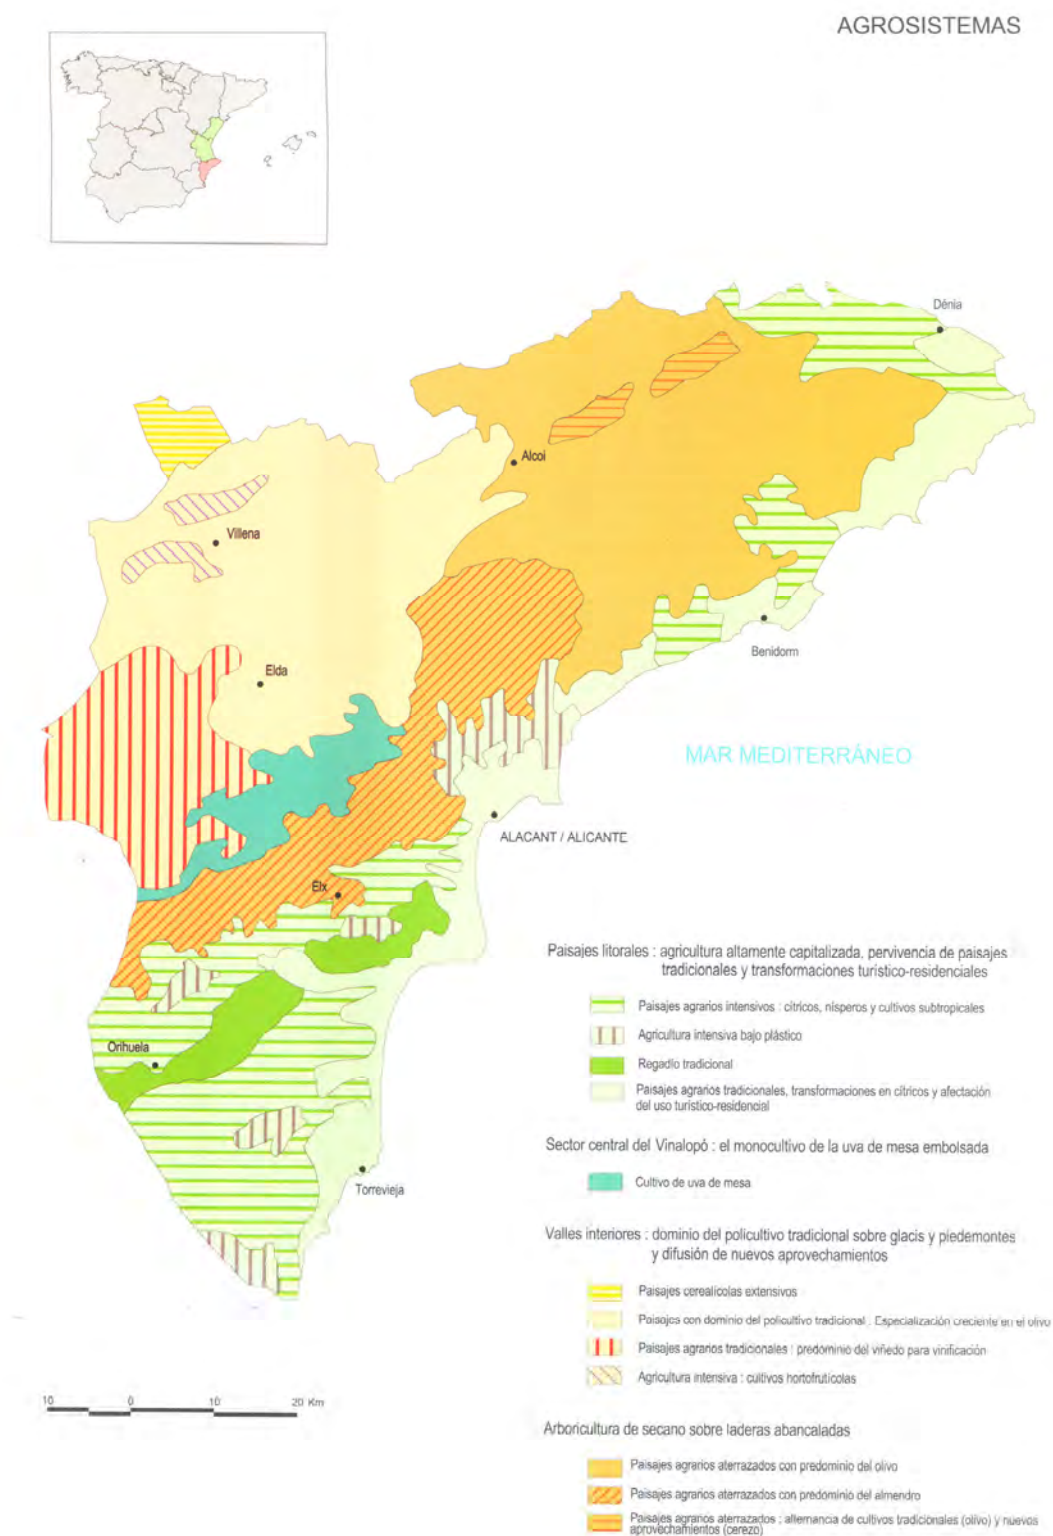 AGROSISTEMAS
Dénia
Alcoi
Villena
Elda
Benidorm
MAR MEDITERRÁNEO
ALACANT / ALICANTE
Elx
Orihuela
Torrevieja
Paisajes litorales : agricultura altamente capitalizada, pervivencia de paisajes
tradicionales y transformaciones turístico-residenciales
Paisajes agrarios intensivos : cítricos, nísperos y cultivos subtropicales
Agricultura intensiva bajo plástico
Regadío tradicional
Paisajes agrarios tradicionales, transformaciones en cítricos y afectación
del uso turístico-residencial
Sector central del Vinalopó : el monocultivo de la uva de mesa embolsada
Cultivo de uva de mesa
Valles interiores : dominio del policultivo tradicional sobre glacis y piedemontes
y difusión de nuevos aprovechamientos
Paisajes cerealícolas extensivos
Paisajes con dominio del policultivo tradicional : Especialización creciente en el olivo
Paisajes agrarios tradicionales : predominio del viñedo para vinificación
Agricultura intensiva : cultivos hortofrutícolas
10 0 10 20 Km
Arboricultura de secano sobre laderas abancaladas
Paisajes agrarios aterrazados con predominio del olivo
Paisajes agrarios aterrazados con predominio del almendro
Paisajes agrarios aterrazados : alternancia de cultivos tradicionales (olivo) y nuevos
aprovechamientos (cerezo)